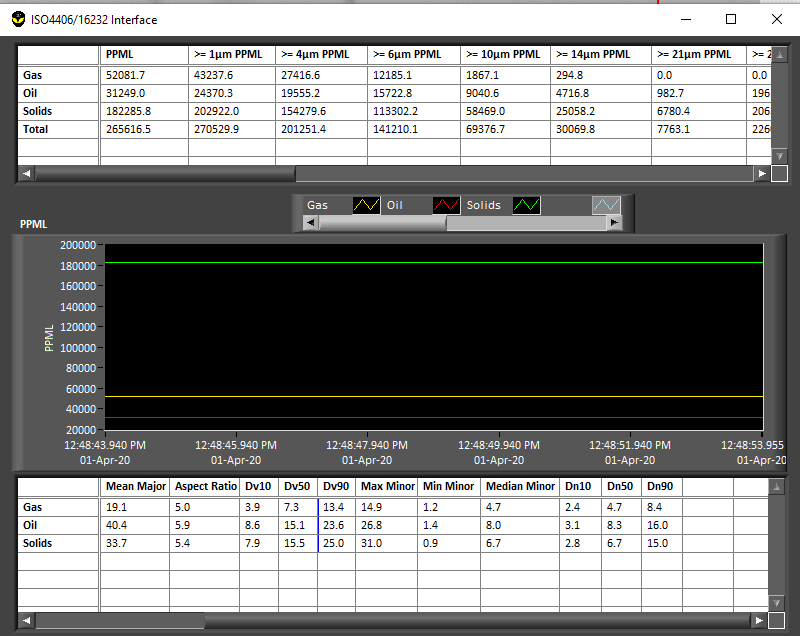 ISO4406/16232 Interface
PPML >= 1µm PPML >= 4µm PPML >= 6µm PPML >= 10µm PPML >= 14µm PPML >= 21µm PPML >= 2
Gas 52081.7 43237.6 27416.6 12185.1 1867.1 294.8 0.0 0.0
Oil 31249.0 24370.3 19555.2 15722.8 9040.6 4716.8 982.7 196
Solids 182285.8 202922.0 154279.6 113302.2 58469.0 25058.2 6780.4 206
Total 265616.5 270529.9 201251.4 141210.1 69376.7 30069.8 7763.1 226
Gas Oil Solids
PPML
200000
180000
160000
140000
120000
100000
80000
60000
40000
20000
PPML
12:48:43.940 PM 12:48:45.940 PM 12:48:47.940 PM 12:48:49.940 PM 12:48:51.940 PM 12:48:53.955
01-Apr-20 01-Apr-20 01-Apr-20 01-Apr-20 01-Apr-20 01-Apr-20
Mean Major Aspect Ratio Dv10 Dv50 Dv90 Max Minor Min Minor Median Minor Dn10 Dn50 Dn90
Gas 19.1 5.0 3.9 7.3 13.4 14.9 1.2 4.7 2.4 4.7 8.4
Oil 40.4 5.9 8.6 15.1 23.6 26.8 1.4 8.0 3.1 8.3 16.0
Solids 33.7 5.4 7.9 15.5 25.0 31.0 0.9 6.7 2.8 6.7 15.0